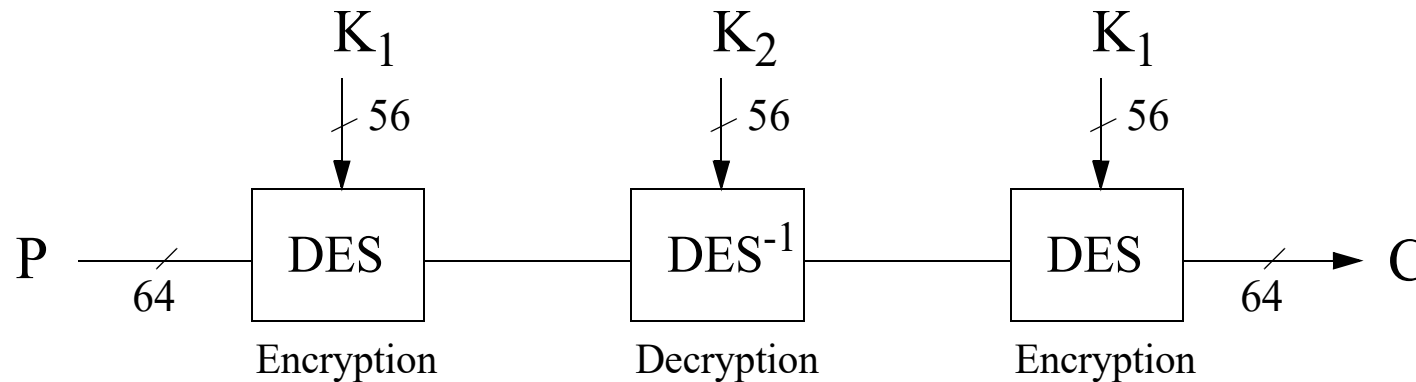 K₁ K₂ K₁
56 56 56
P DES DES⁻¹ DES C
64 64
Encryption Decryption Encryption